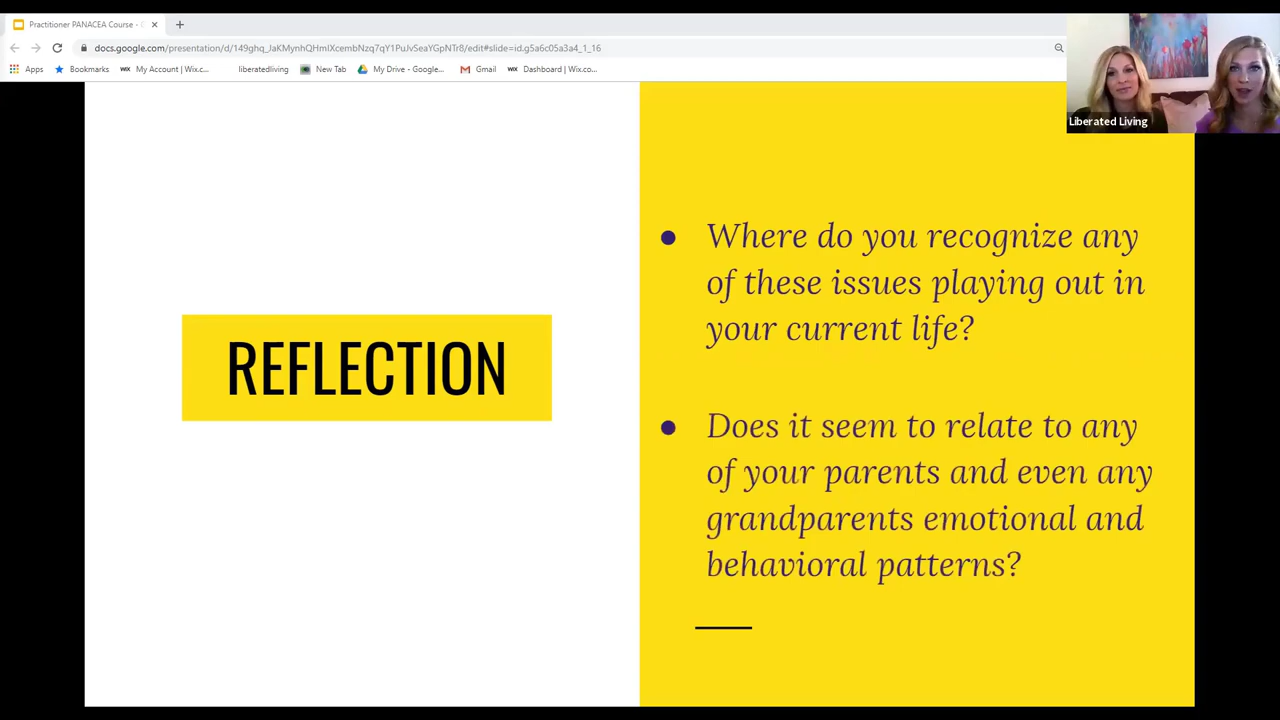 Practitioner PANACEA Course - E
docs.google.com/presentation/d/149ghq_JaKMynhQHmIXcembNzq7qY1PuJvSeaYGpNTr8/edit#slide=id.g5a6c05a3a4_1_16
Apps Bookmarks WIX My Account | Wix.c... liberatedliving New Tab My Drive - Google... Gmail WIX Dashboard | Wix.co...
Liberated Living
REFLECTION
Where do you recognize any
of these issues playing out in
your current life?
Does it seem to relate to any
of your parents and even any
grandparents emotional and
behavioral patterns?